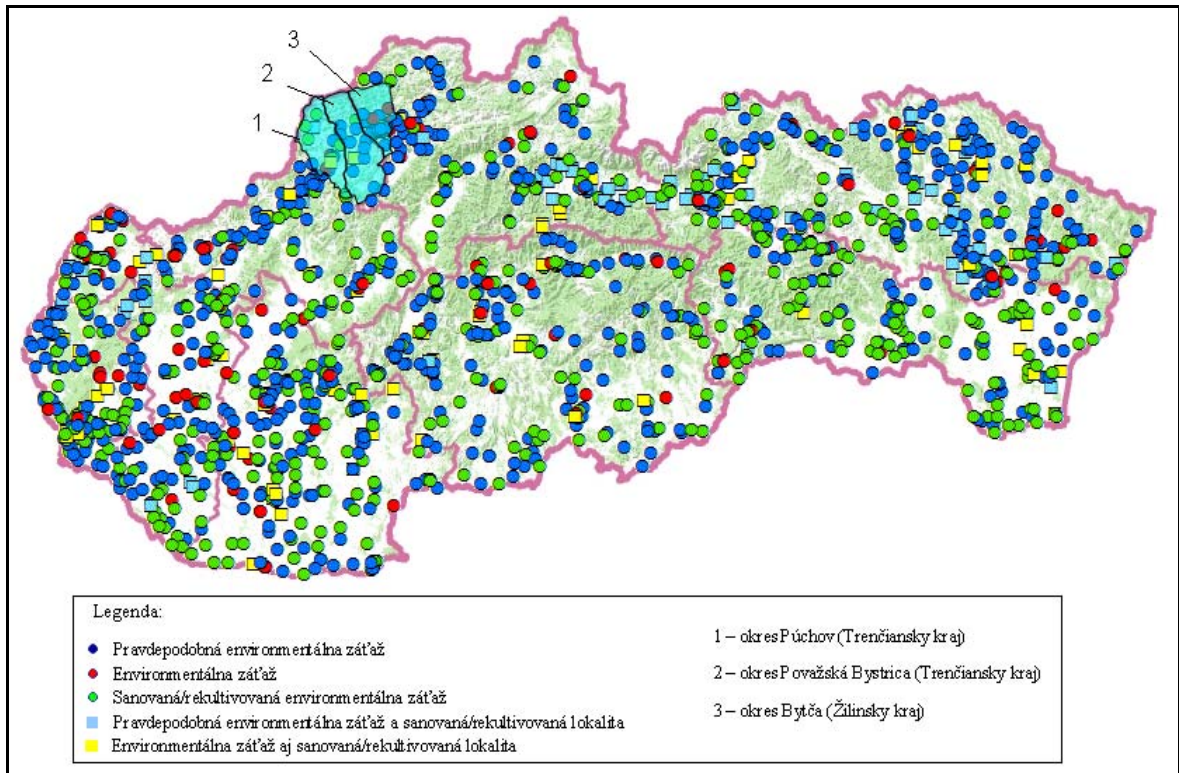 3
2
1
Legenda:
Pravdepodobná environmentálna záťaž
Environmentálna záťaž
Sanovaná/rekultivovaná environmentálna záťaž
Pravdepodobná environmentálna záťaž a sanovaná/rekultivovaná lokalita
Environmentálna záťaž aj sanovaná/rekultivovaná lokalita
1 – okres Púchov (Trenčiansky kraj)
2 – okres Považská Bystrica (Trenčiansky kraj)
3 – okres Bytča (Žilinsky kraj)